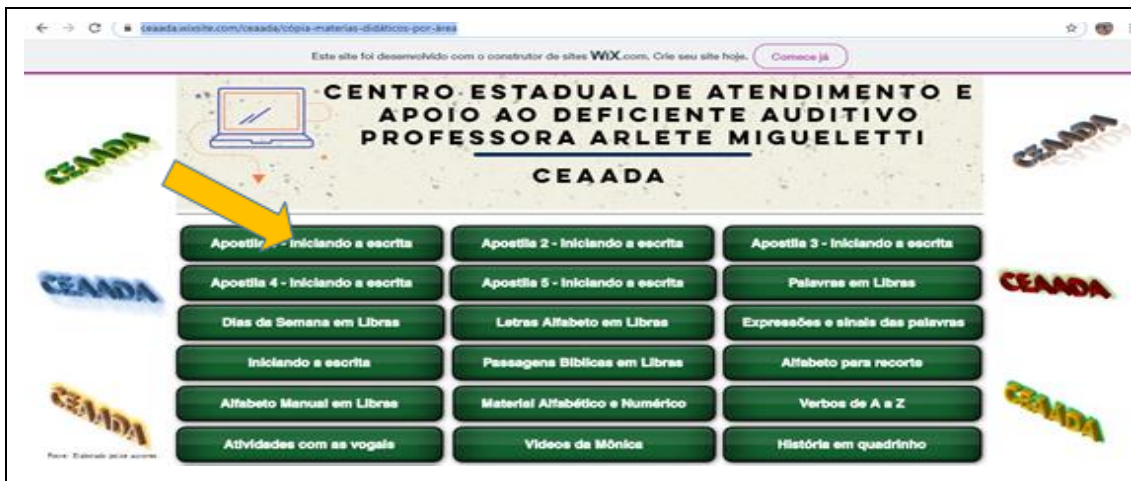 ceaada.wixsite.com/ceaada/cópia-materias-didáticos-por-área
Este site foi desenvolvido com o construtor de sites WiX.com. Crie seu site hoje. Comece já
CENTRO ESTADUAL DE ATENDIMENTO E
APOIO AO DEFICIENTE AUDITIVO
PROFESSORA ARLETE MIGUELETTI
CEAADA
CEAADA
CEAADA
Apostila - Iniciando a escrita
Apostila 2 - Iniciando a escrita
Apostila 3 - Iniciando a escrita
CEAADA
Apostila 4 - Iniciando a escrita
Apostila 5 - Iniciando a escrita
Palavras em Libras
CEAADA
Dias da Semana em Libras
Letras Alfabeto em Libras
Expressões e sinais das palavras
Iniciando a escrita
Passagens Bíblicas em Libras
Alfabeto para recorte
CEAADA
Alfabeto Manual em Libras
Material Alfabético e Numérico
Verbos de A a Z
CEAADA
Atividades com as vogais
Vídeos da Mônica
História em quadrinho
Fonte: Elaborado pelos autores